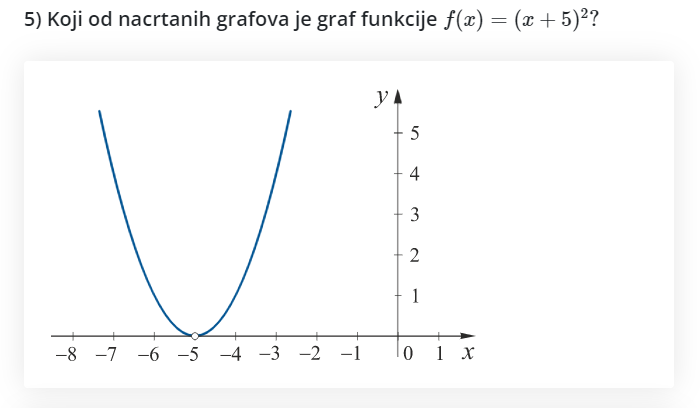 5) Koji od nacrtanih grafova je graf funkcije f(x) = (x + 5)²?
y
5
4
3
2
1
−8 −7 −6 −5 −4 −3 −2 −1 0 1 x